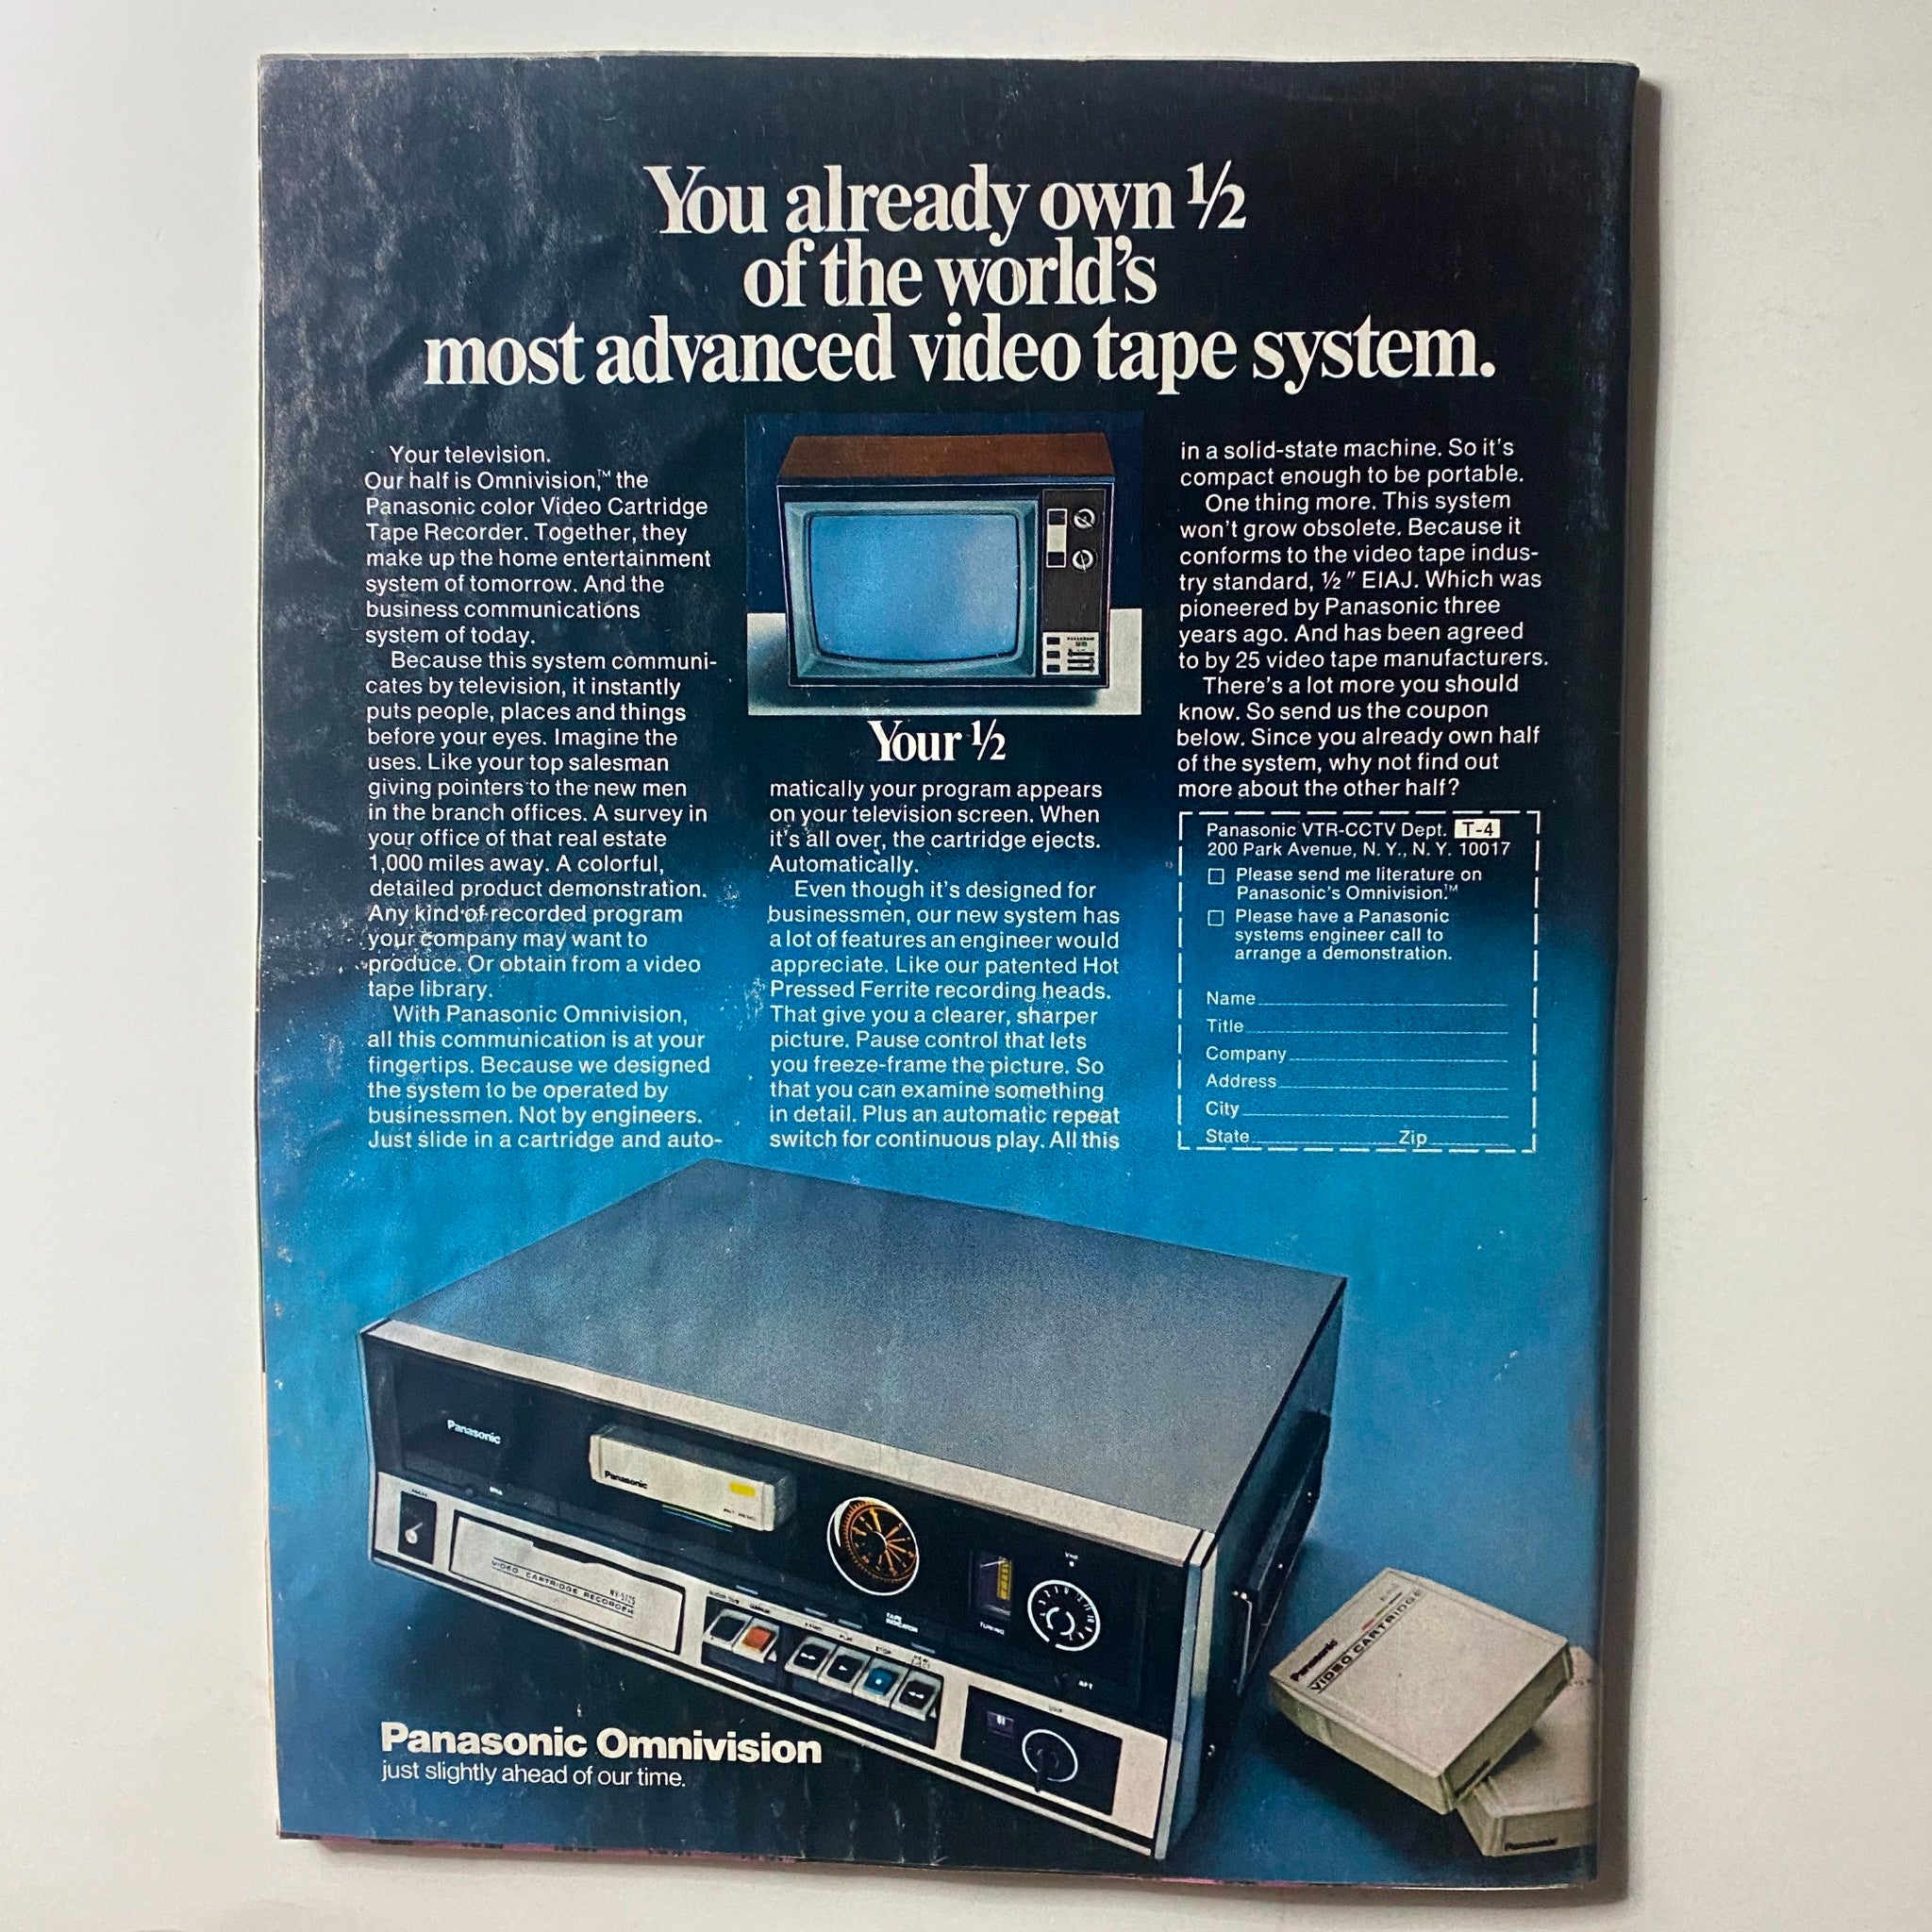 You already own ½
of the world's
most advanced video tape system.
Your television.
Our half is Omnivision,™ the
Panasonic color Video Cartridge
Tape Recorder. Together, they
make up the home entertainment
system of tomorrow. And the
business communications
system of today.
Because this system communi-
cates by television, it instantly
puts people, places and things
before your eyes. Imagine the
uses. Like your top salesman
giving pointers to the new men
in the branch offices. A survey in
your office of that real estate
1,000 miles away. A colorful,
detailed product demonstration.
Any kind of recorded program
your company may want to
produce. Or obtain from a video
tape library.
With Panasonic Omnivision,
all this communication is at your
fingertips. Because we designed
the system to be operated by
businessmen. Not by engineers.
Just slide in a cartridge and auto-
Your ½
matically your program appears
on your television screen. When
it's all over, the cartridge ejects.
Automatically.
Even though it's designed for
businessmen, our new system has
a lot of features an engineer would
appreciate. Like our patented Hot
Pressed Ferrite recording heads.
That give you a clearer, sharper
picture. Pause control that lets
you freeze-frame the picture. So
that you can examine something
in detail. Plus an automatic repeat
switch for continuous play. All this
in a solid-state machine. So it's
compact enough to be portable.
One thing more. This system
won't grow obsolete. Because it
conforms to the video tape indus-
try standard, ½" EIAJ. Which was
pioneered by Panasonic three
years ago. And has been agreed
to by 25 video tape manufacturers.
There's a lot more you should
know. So send us the coupon
below. Since you already own half
of the system, why not find out
more about the other half?
Panasonic VTR-CCTV Dept. T-4
200 Park Avenue, N. Y., N. Y. 10017
Please send me literature on
Panasonic's Omnivision.™
Please have a Panasonic
systems engineer call to
arrange a demonstration.
Name
Title
Company
Address
City
State Zip
Panasonic
Panasonic
VIDEO CARTRIDGE RECORDER
NV-5125
TAPE
INDICATOR
TUNING
VHF
AFT
STOP
Panasonic
VIDEO CARTRIDGE
Panasonic
Panasonic Omnivision
just slightly ahead of our time.